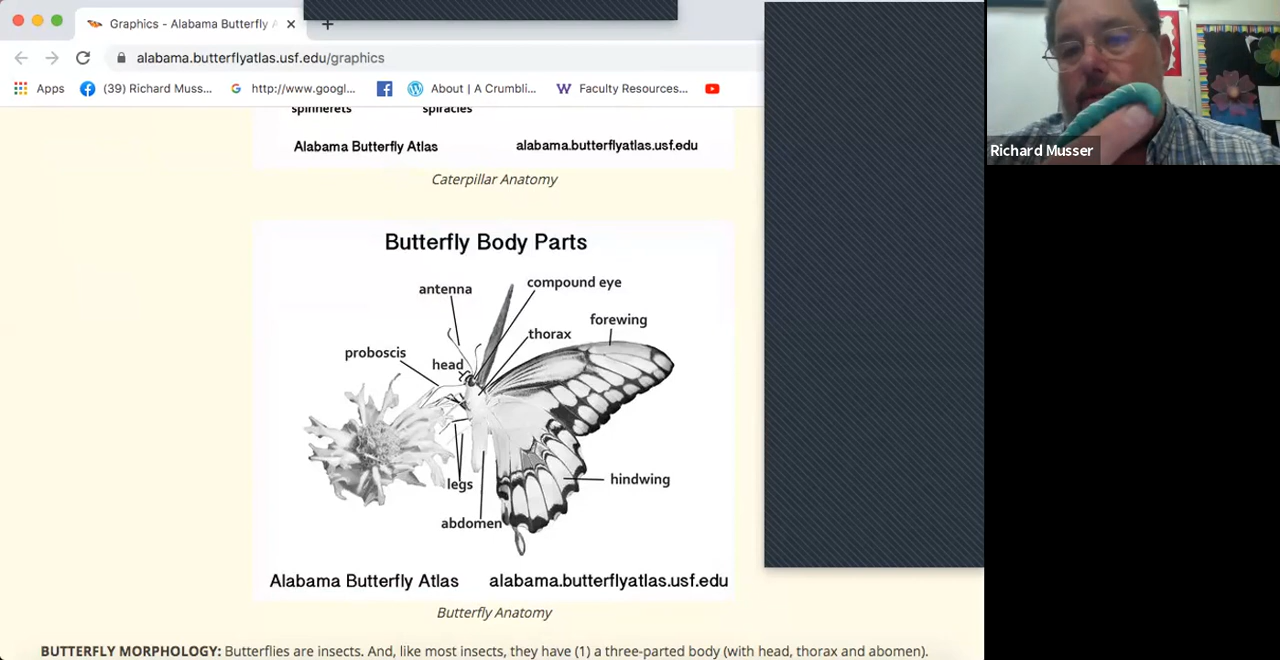 Graphics - Alabama Butterfly A
alabama.butterflyatlas.usf.edu/graphics
Apps (39) Richard Muss... http://www.googl... About | A Crumbli... Faculty Resources...
spinnerets spiracles
Alabama Butterfly Atlas alabama.butterflyatlas.usf.edu
Caterpillar Anatomy
Butterfly Body Parts
antenna compound eye
forewing
thorax
proboscis
head
legs
hindwing
abdomen
Alabama Butterfly Atlas alabama.butterflyatlas.usf.edu
Butterfly Anatomy
BUTTERFLY MORPHOLOGY: Butterflies are insects. And, like most insects, they have (1) a three-parted body (with head, thorax and abomen).
Richard Musser